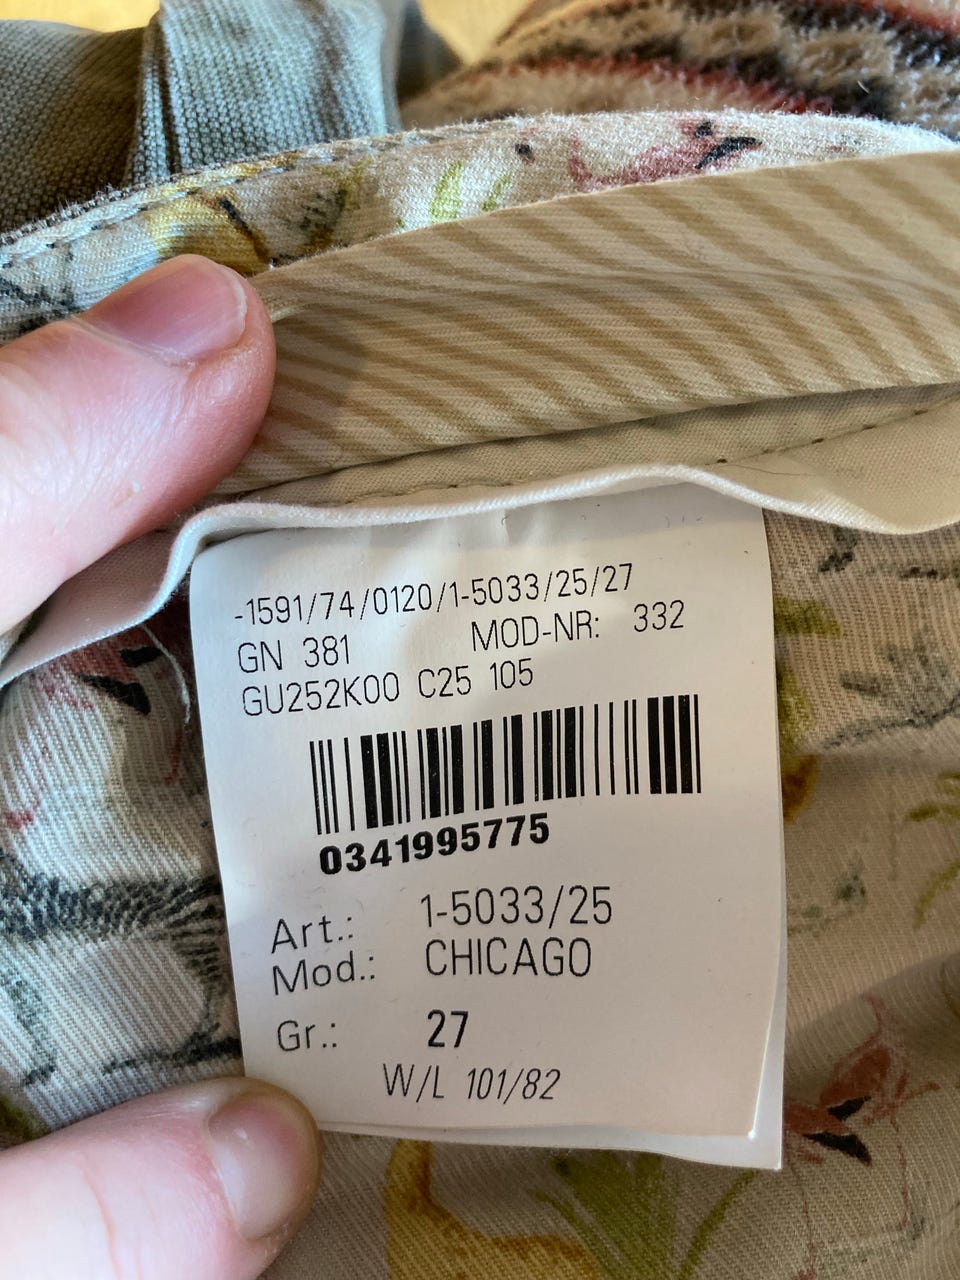 -1591/74/0120/1-5033/25/27
GN 381 MOD-NR: 332
GU252K00 C25 105
0341995775
Art.: 1-5033/25
Mod.: CHICAGO
Gr.: 27
W/L 101/82